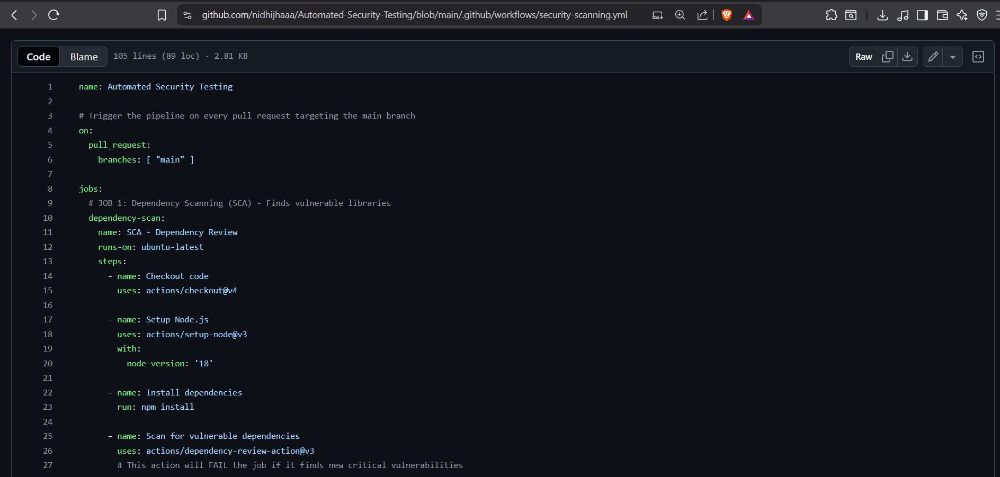 github.com/nidhijhaaa/Automated-Security-Testing/blob/main/.github/workflows/security-scanning.yml
Code Blame 105 lines (89 loc) · 2.81 KB Raw
1 name: Automated Security Testing
2
3 # Trigger the pipeline on every pull request targeting the main branch
4 on:
5 pull_request:
6 branches: [ "main" ]
7
8 jobs:
9 # JOB 1: Dependency Scanning (SCA) - Finds vulnerable libraries
10 dependency-scan:
11 name: SCA - Dependency Review
12 runs-on: ubuntu-latest
13 steps:
14 - name: Checkout code
15 uses: actions/checkout@v4
16
17 - name: Setup Node.js
18 uses: actions/setup-node@v3
19 with:
20 node-version: '18'
21
22 - name: Install dependencies
23 run: npm install
24
25 - name: Scan for vulnerable dependencies
26 uses: actions/dependency-review-action@v3
27 # This action will FAIL the job if it finds new critical vulnerabilities